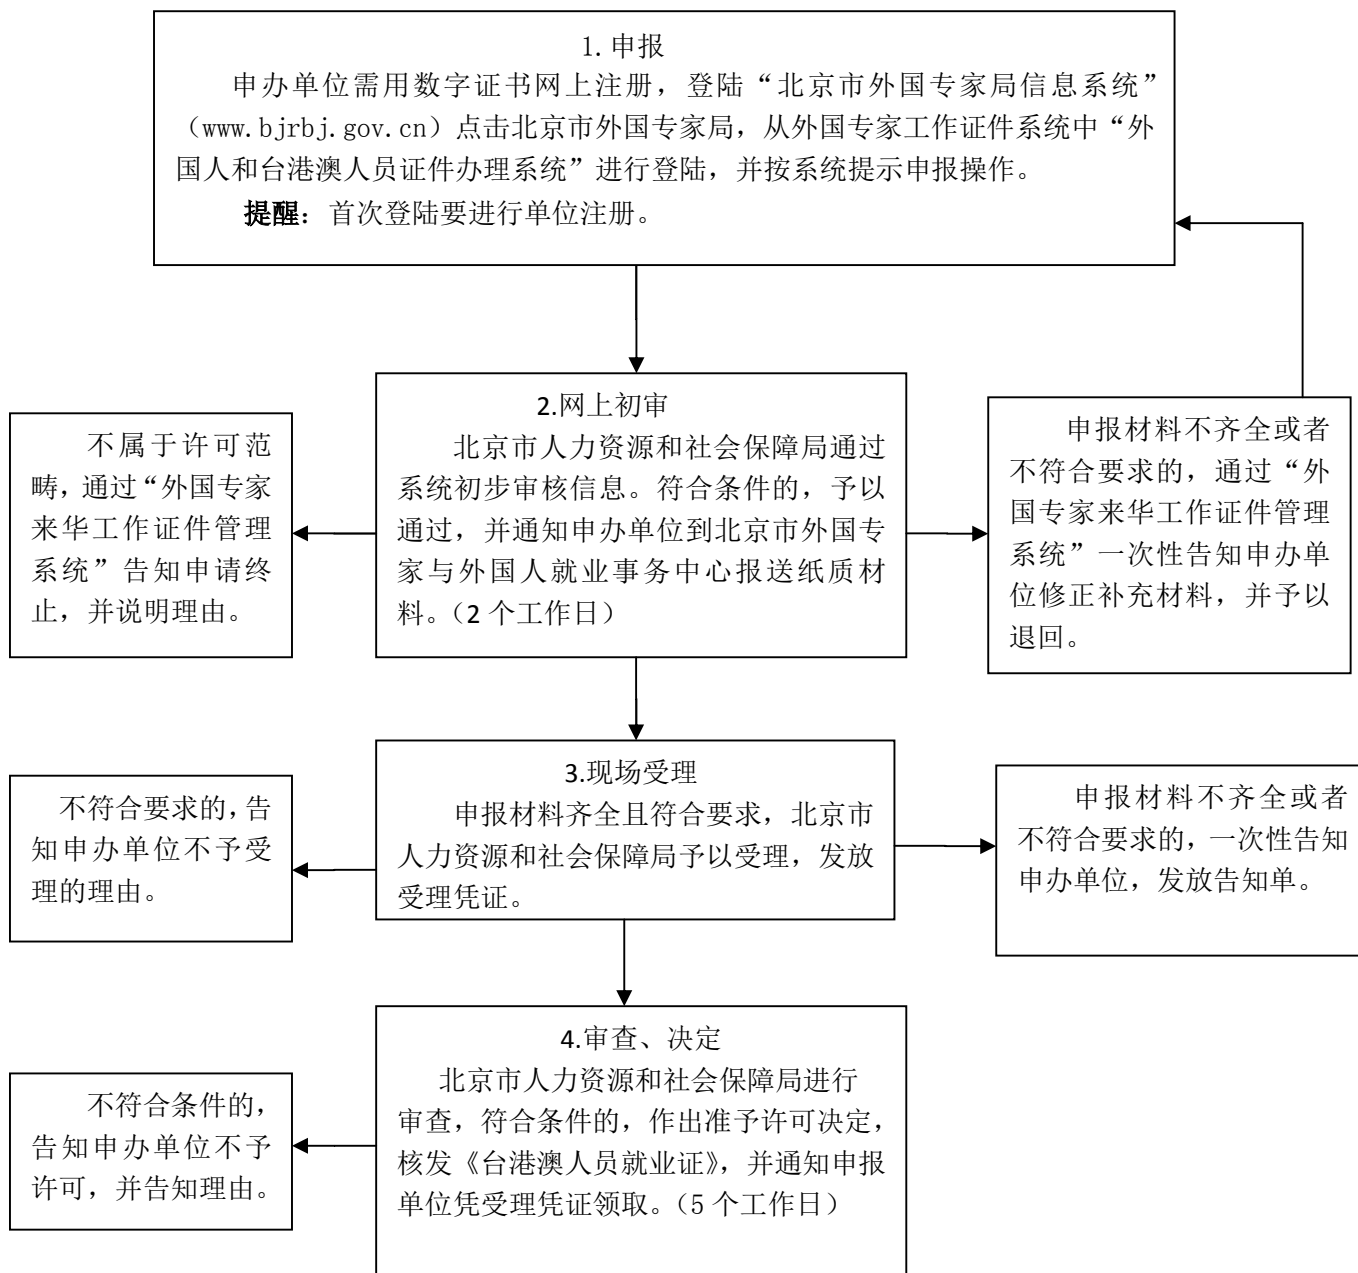 1.申报
申办单位需用数字证书网上注册，登陆“北京市外国专家局信息系统”
（www.bjrbj.gov.cn）点击北京市外国专家局，从外国专家工作证件系统中“外
国人和台港澳人员证件办理系统”进行登陆，并按系统提示申报操作。
提醒：首次登陆要进行单位注册。
2.网上初审
北京市人力资源和社会保障局通过
系统初步审核信息。符合条件的，予以
通过，并通知申办单位到北京市外国专
家与外国人就业事务中心报送纸质材
料。（2 个工作日）
不属于许可范
畴，通过“外国专家
来华工作证件管理
系统”告知申请终
止，并说明理由。
申报材料不齐全或者
不符合要求的，通过“外
国专家来华工作证件管理
系统”一次性告知申办单
位修正补充材料，并予以
退回。
3.现场受理
申报材料齐全且符合要求，北京市
人力资源和社会保障局予以受理，发放
受理凭证。
不符合要求的，告
知申办单位不予受
理的理由。
申报材料不齐全或者
不符合要求的，一次性告知
申办单位，发放告知单。
4.审查、决定
北京市人力资源和社会保障局进行
审查，符合条件的，作出准予许可决定，
核发《台港澳人员就业证》，并通知申报
单位凭受理凭证领取。（5 个工作日）
不符合条件的，
告知申办单位不予
许可，并告知理由。